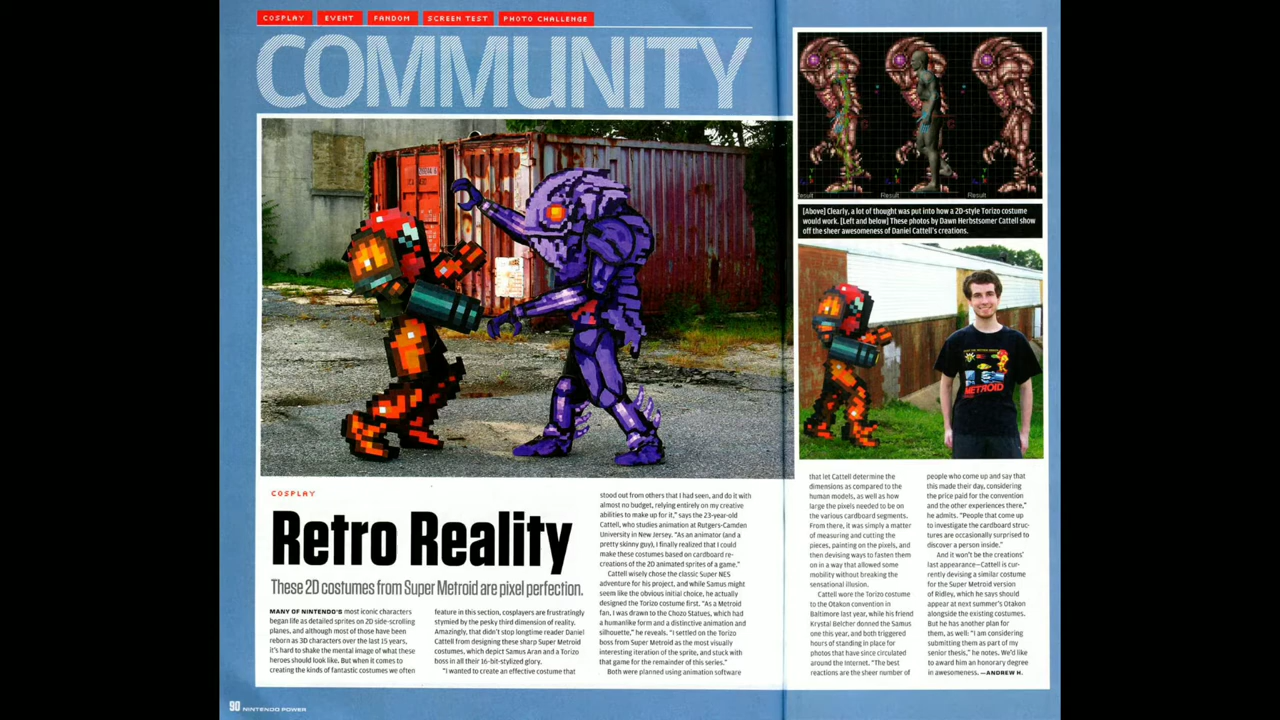 COSPLAY EVENT FANDOM SCREEN TEST PHOTO CHALLENGE
COMMUNITY
Result Result Result
[Above] Clearly, a lot of thought was put into how a 2D-style Torizo costume
would work. [Left and below] These photos by Dawn Herbstsomer Cattell show
off the sheer awesomeness of Daniel Cattell's creations.
METROID
COSPLAY
Retro Reality
These 2D costumes from Super Metroid are pixel perfection.
MANY OF NINTENDO'S most iconic characters
began life as detailed sprites on 2D side-scrolling
planes, and although most of those have been
reborn as 3D characters over the last 15 years,
it's hard to shake the mental image of what these
heroes should look like. But when it comes to
creating the kinds of fantastic costumes we often
feature in this section, cosplayers are frustratingly
stymied by the pesky third dimension of reality.
Amazingly, that didn't stop longtime reader Daniel
Cattell from designing these sharp Super Metroid
costumes, which depict Samus Aran and a Torizo
boss in all their 16-bit-stylized glory.
"I wanted to create an effective costume that
stood out from others that I had seen, and do it with
almost no budget, relying entirely on my creative
abilities to make up for it," says the 23-year-old
Cattell, who studies animation at Rutgers-Camden
University in New Jersey. "As an animator (and a
pretty skinny guy), I finally realized that I could
make these costumes based on cardboard re-
creations of the 2D animated sprites of a game."
Cattell wisely chose the classic Super NES
adventure for his project, and while Samus might
seem like the obvious initial choice, he actually
designed the Torizo costume first. "As a Metroid
fan, I was drawn to the Chozo Statues, which had
a humanlike form and a distinctive animation and
silhouette," he reveals. "I settled on the Torizo
boss from Super Metroid as the most visually
interesting iteration of the sprite, and stuck with
that game for the remainder of this series."
Both were planned using animation software
that let Cattell determine the
dimensions as compared to the
human models, as well as how
large the pixels needed to be on
the various cardboard segments.
From there, it was simply a matter
of measuring and cutting the
pieces, painting on the pixels, and
then devising ways to fasten them
on in a way that allowed some
mobility without breaking the
sensational illusion.
Cattell wore the Torizo costume
to the Otakon convention in
Baltimore last year, while his friend
Krystal Belcher donned the Samus
one this year, and both triggered
hours of standing in place for
photos that have since circulated
around the Internet. "The best
reactions are the sheer number of
people who come up and say that
this made their day, considering
the price paid for the convention
and the other experiences there,"
he admits. "People that come up
to investigate the cardboard struc-
tures are occasionally surprised to
discover a person inside."
And it won't be the creations'
last appearance—Cattell is cur-
rently devising a similar costume
for the Super Metroid version
of Ridley, which he says should
appear at next summer's Otakon
alongside the existing costumes.
But he has another plan for
them, as well: "I am considering
submitting them as part of my
senior thesis," he notes. We'd like
to award him an honorary degree
in awesomeness. —ANDREW H.
90 NINTENDO POWER